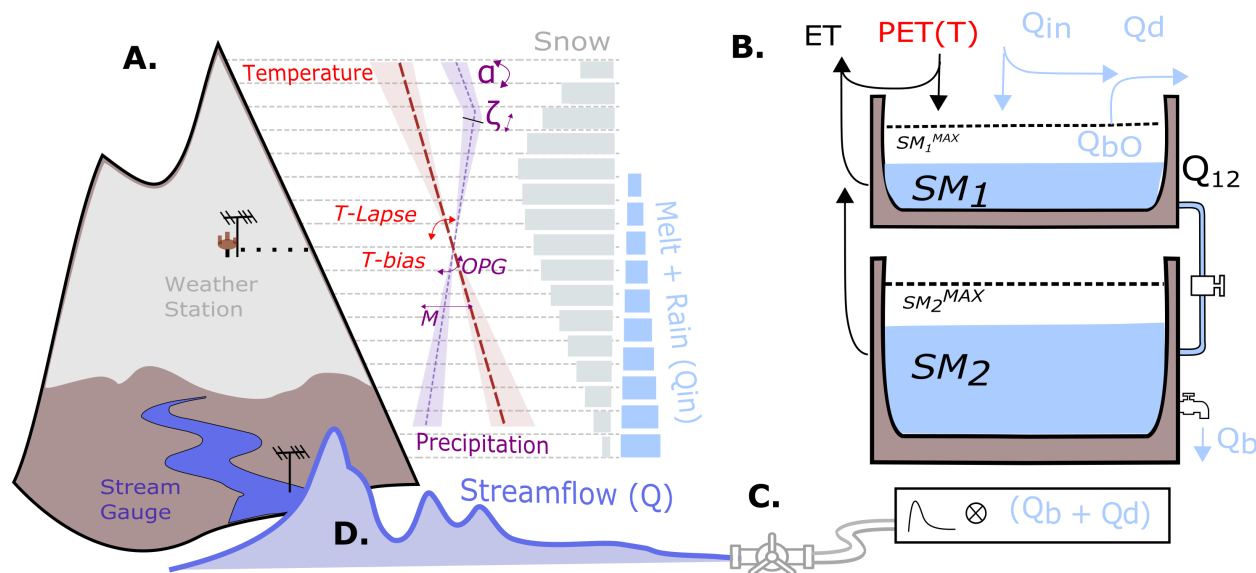 A.
Snow
Temperature
α
ζ
T-Lapse
T-bias
OPG
M
Weather
Station
Melt + Rain (Qin)
Precipitation
Stream
Gauge
Streamflow (Q)
D.
B.
ET
PET(T)
Qin
Qd
SM₁ᴹᴬˣ
QbO
SM₁
Q₁₂
SM₂ᴹᴬˣ
SM₂
Qb
C.
⊗ (Qb + Qd)